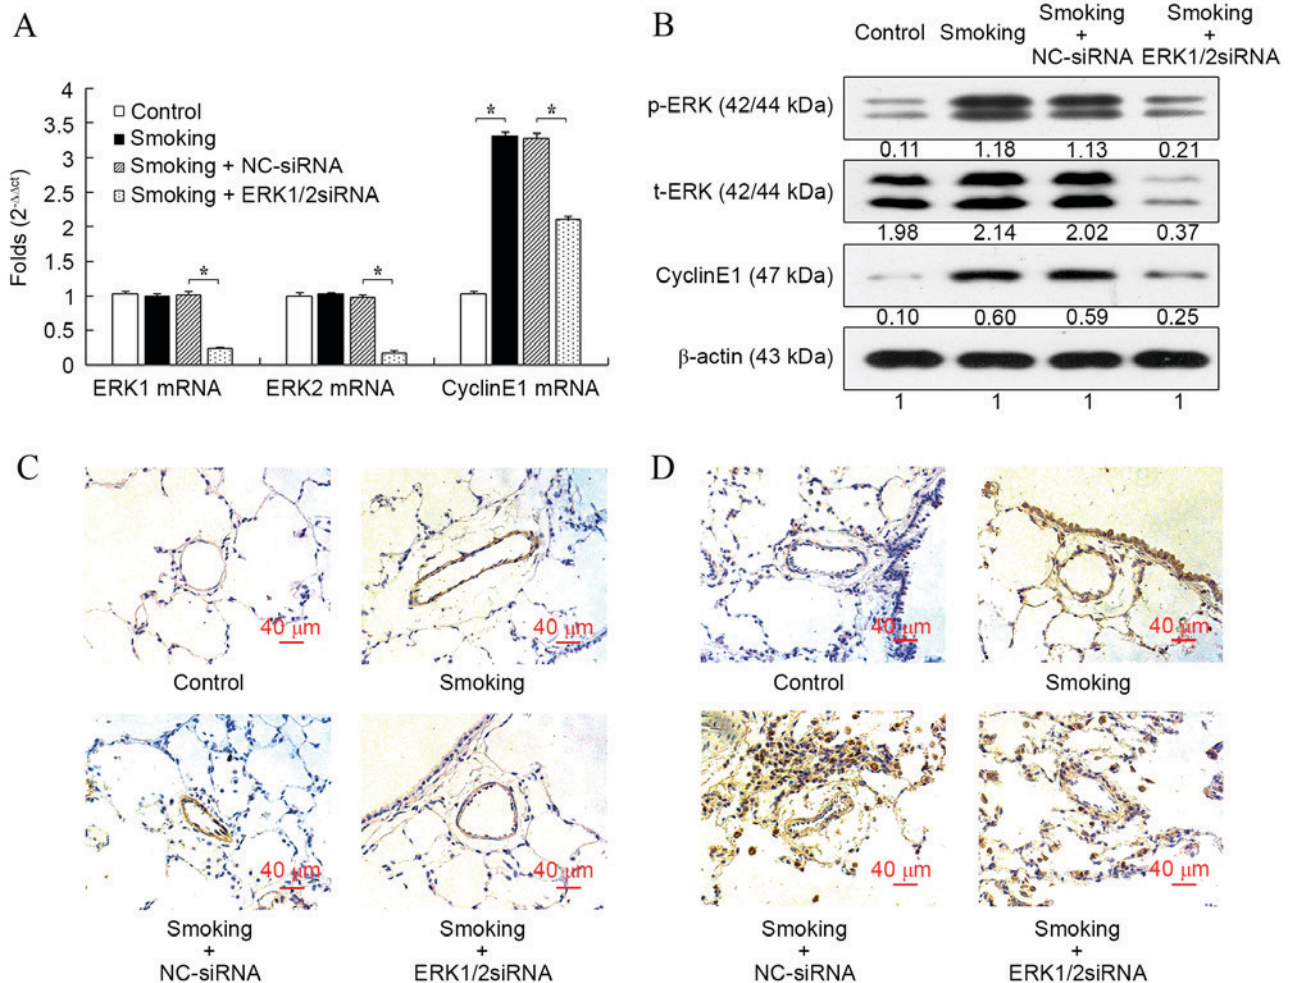 A
Folds (2-ΔΔct)
4
3.5
3
2.5
2
1.5
1
0.5
0
Control
Smoking
Smoking + NC-siRNA
Smoking + ERK1/2siRNA
*
*
*
*
ERK1 mRNA
ERK2 mRNA
CyclinE1 mRNA
B
Control
Smoking
Smoking
+
NC-siRNA
Smoking
+
ERK1/2siRNA
p-ERK (42/44 kDa)
0.11 1.18 1.13 0.21
t-ERK (42/44 kDa)
1.98 2.14 2.02 0.37
CyclinE1 (47 kDa)
0.10 0.60 0.59 0.25
β-actin (43 kDa)
1 1 1 1
C
40 μm
Control
40 μm
Smoking
40 μm
Smoking
+
NC-siRNA
40 μm
Smoking
+
ERK1/2siRNA
D
40 μm
Control
40 μm
Smoking
40 μm
Smoking
+
NC-siRNA
40 μm
Smoking
+
ERK1/2siRNA